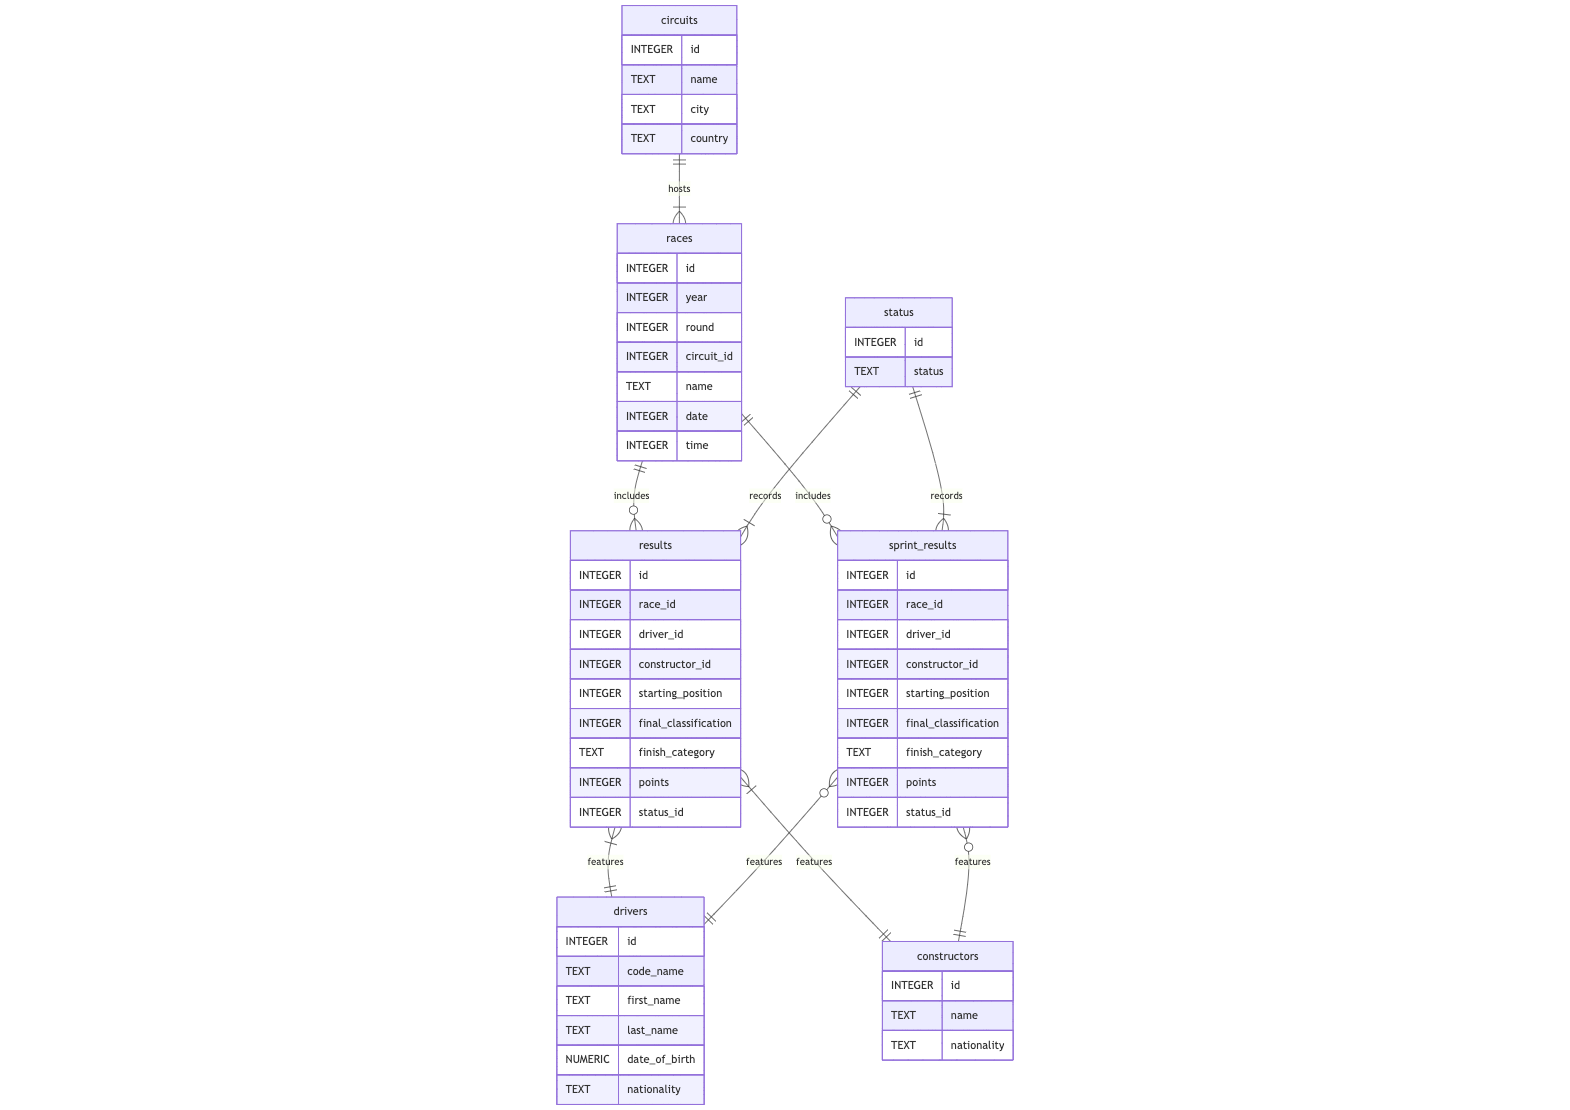 circuits
INTEGER id
TEXT name
TEXT city
TEXT country
hosts
races
INTEGER id
INTEGER year
INTEGER round
INTEGER circuit_id
TEXT name
INTEGER date
INTEGER time
status
INTEGER id
TEXT status
includes
records
includes
records
results
INTEGER id
INTEGER race_id
INTEGER driver_id
INTEGER constructor_id
INTEGER starting_position
INTEGER final_classification
TEXT finish_category
INTEGER points
INTEGER status_id
sprint_results
INTEGER id
INTEGER race_id
INTEGER driver_id
INTEGER constructor_id
INTEGER starting_position
INTEGER final_classification
TEXT finish_category
INTEGER points
INTEGER status_id
features
features
features
features
drivers
INTEGER id
TEXT code_name
TEXT first_name
TEXT last_name
NUMERIC date_of_birth
TEXT nationality
constructors
INTEGER id
TEXT name
TEXT nationality